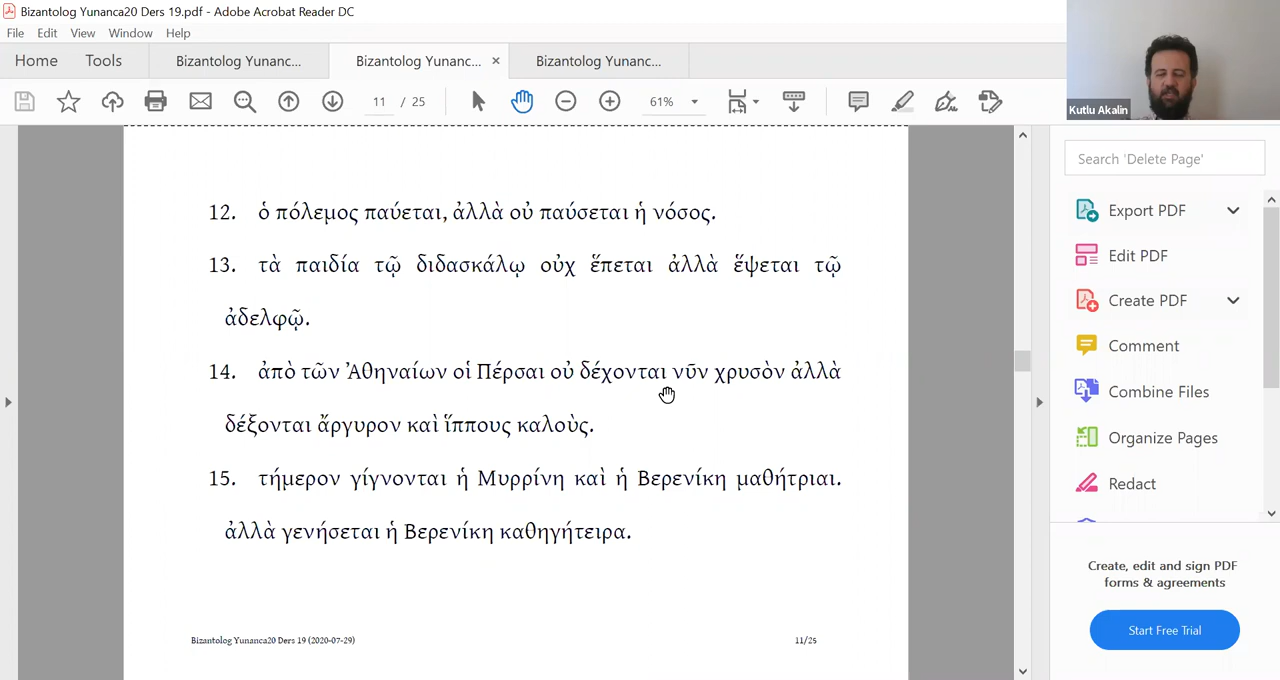 Bizantolog Yunanca20 Ders 19.pdf - Adobe Acrobat Reader DC
File Edit View Window Help
Home Tools Bizantolog Yunanc... Bizantolog Yunanc... × Bizantolog Yunanc...
11 / 25 61%
Kutlu Akalin
12. ὁ πόλεμος παύεται, ἀλλὰ οὐ παύσεται ἡ νόσος.
13. τὰ παιδία τῷ διδασκάλῳ οὐχ ἕπεται ἀλλὰ ἕψεται τῷ
ἀδελφῷ.
14. ἀπὸ τῶν Ἀθηναίων οἱ Πέρσαι οὐ δέχονται νῦν χρυσὸν ἀλλὰ
δέξονται ἄργυρον καὶ ἵππους καλοὺς.
15. τήμερον γίγνονται ἡ Μυρρίνη καὶ ἡ Βερενίκη μαθήτριαι.
ἀλλὰ γενήσεται ἡ Βερενίκη καθηγήτειρα.
Bizantolog Yunanca20 Ders 19 (2020-07-29) 11/25
Search 'Delete Page'
Export PDF
Edit PDF
Create PDF
Comment
Combine Files
Organize Pages
Redact
Create, edit and sign PDF
forms & agreements
Start Free Trial